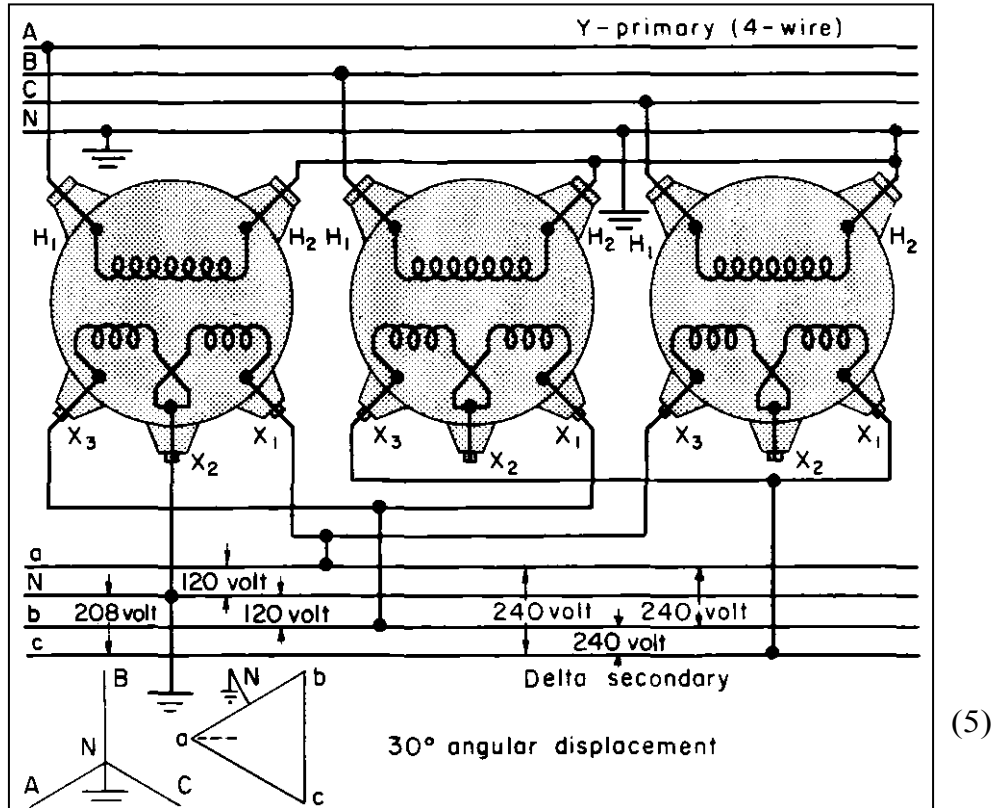 Y-primary (4-wire)
A
B
C
N
H₁ H₂ H₁ H₂ H₁ H₂
X₃ X₁ X₃ X₁ X₃ X₁
X₂ X₂ X₂
a
N 120 volt
b 208 volt 120 volt 240 volt 240 volt
c 240 volt
B N b Delta secondary
N a 30° angular displacement (5)
A C c